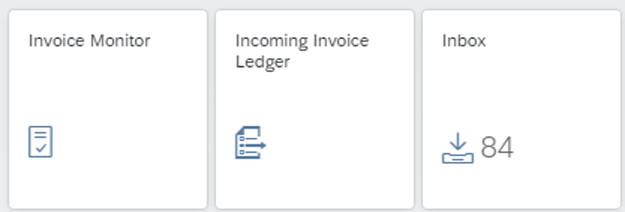 Invoice Monitor
Incoming Invoice
Ledger
Inbox
84